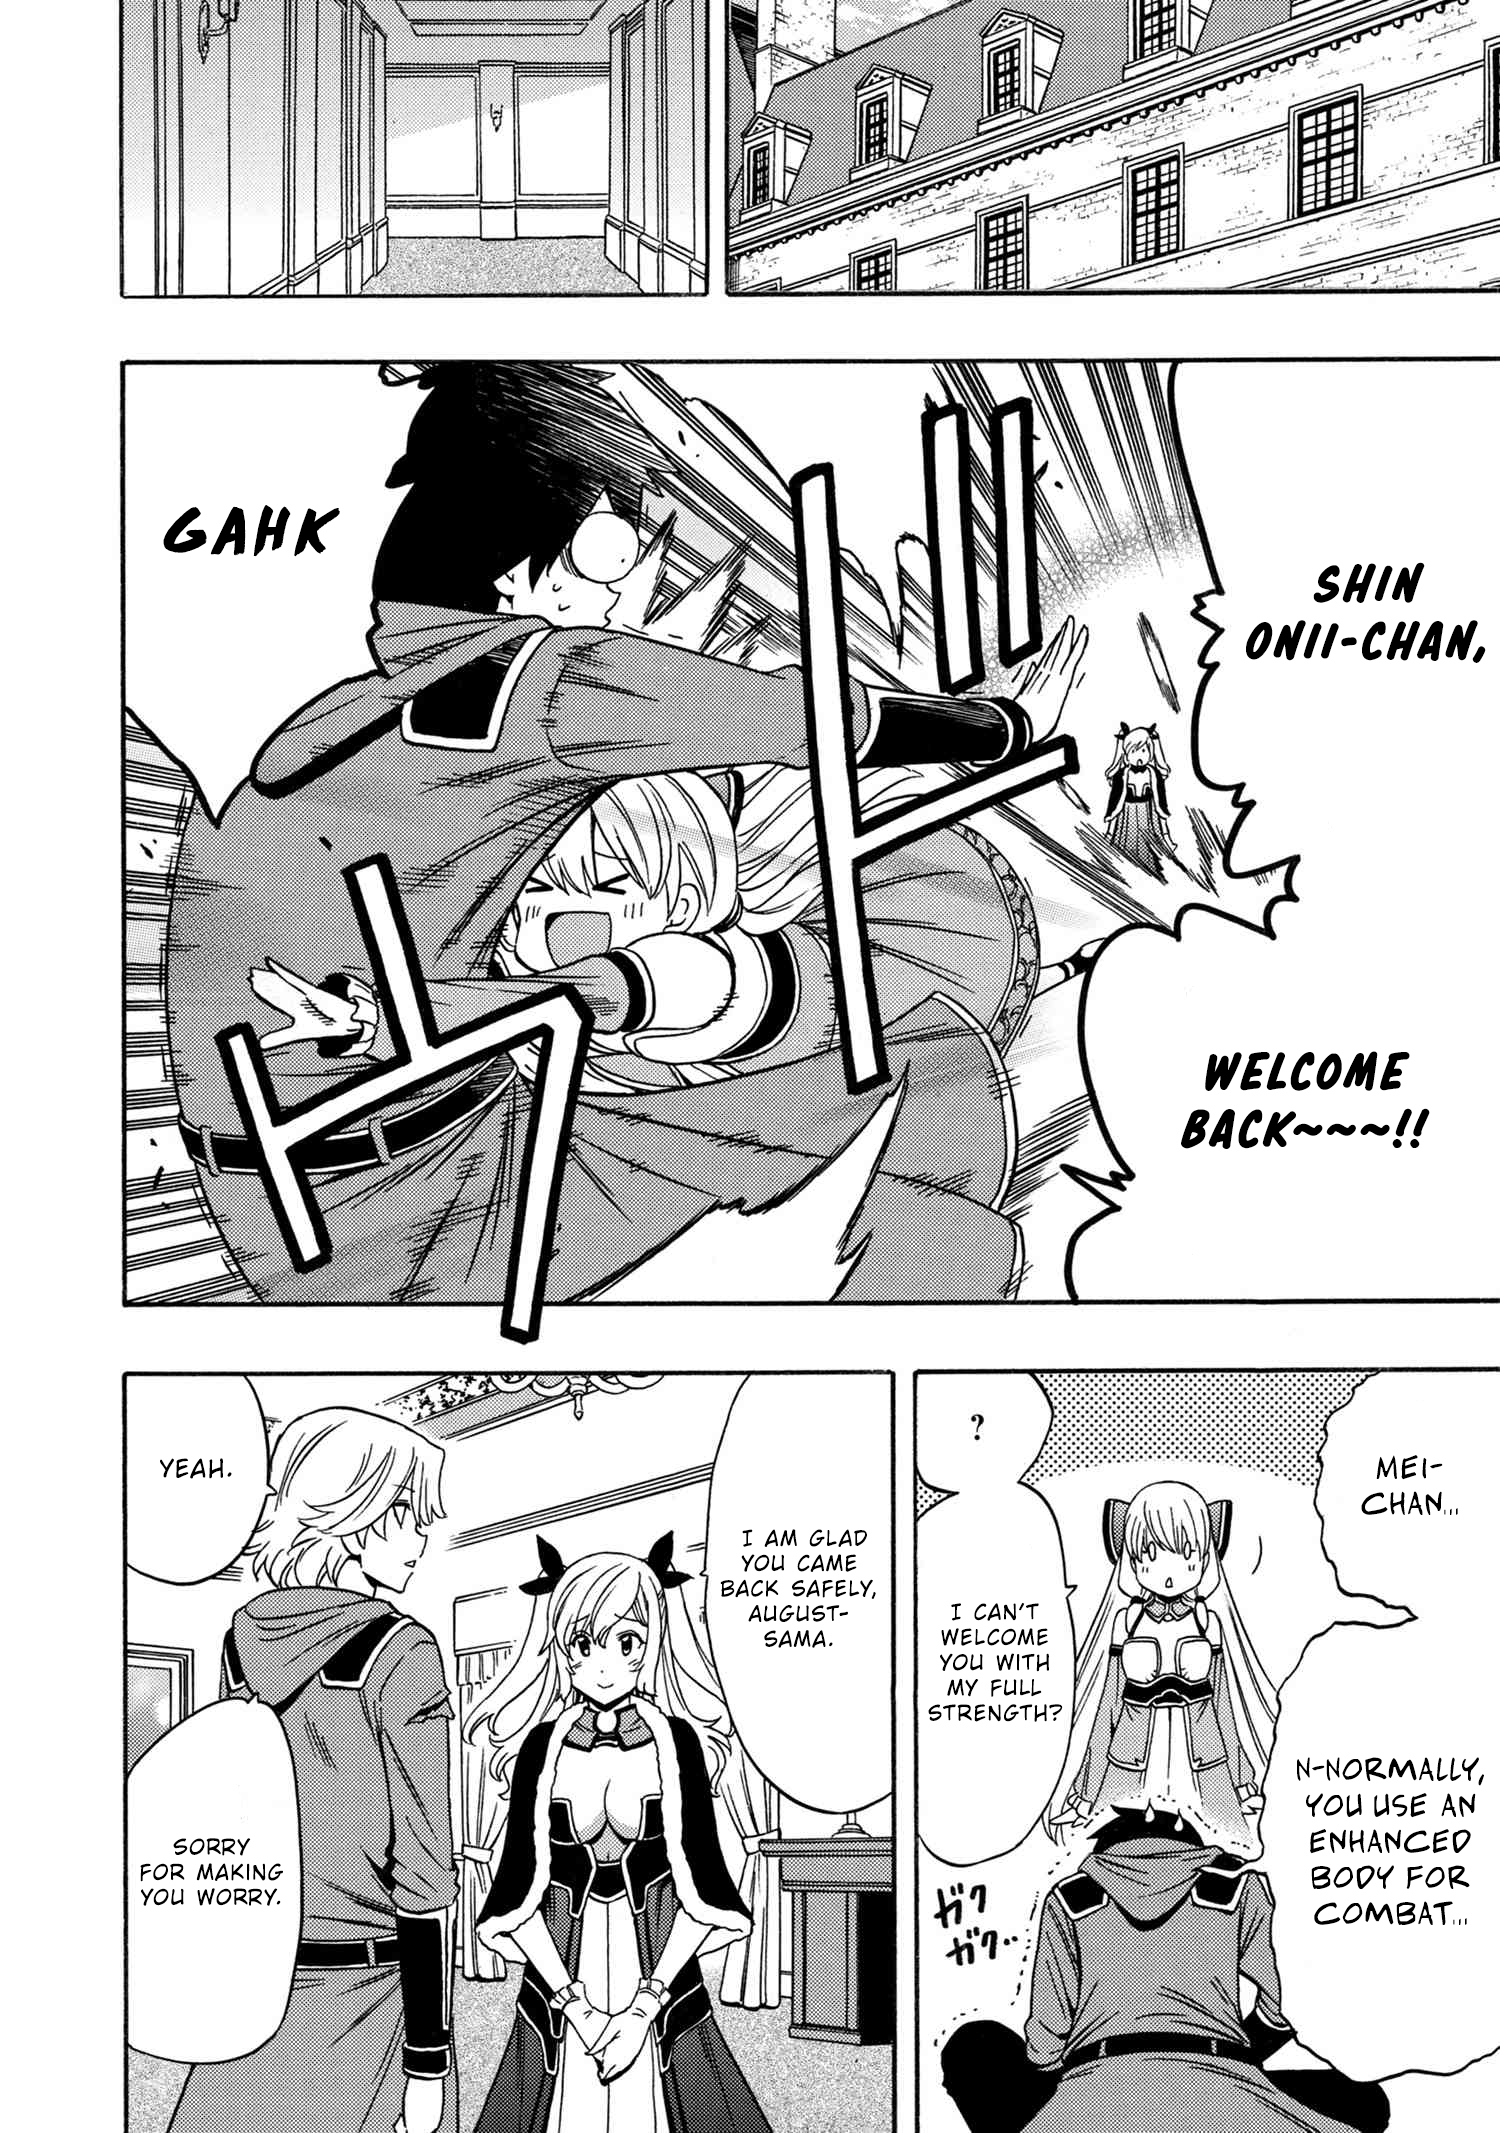 SHIN
ONII-CHAN,
WELCOME
BACK~~~!!
GAHK
ドドッ
MEI-
CHAN...
N-NORMALLY,
YOU USE AN
ENHANCED
BODY FOR
COMBAT...
?
I CAN'T
WELCOME
YOU WITH
MY FULL
STRENGTH?
ガク
ガク..
I AM GLAD
YOU CAME
BACK SAFELY,
AUGUST-
SAMA.
YEAH.
SORRY
FOR MAKING
YOU WORRY.